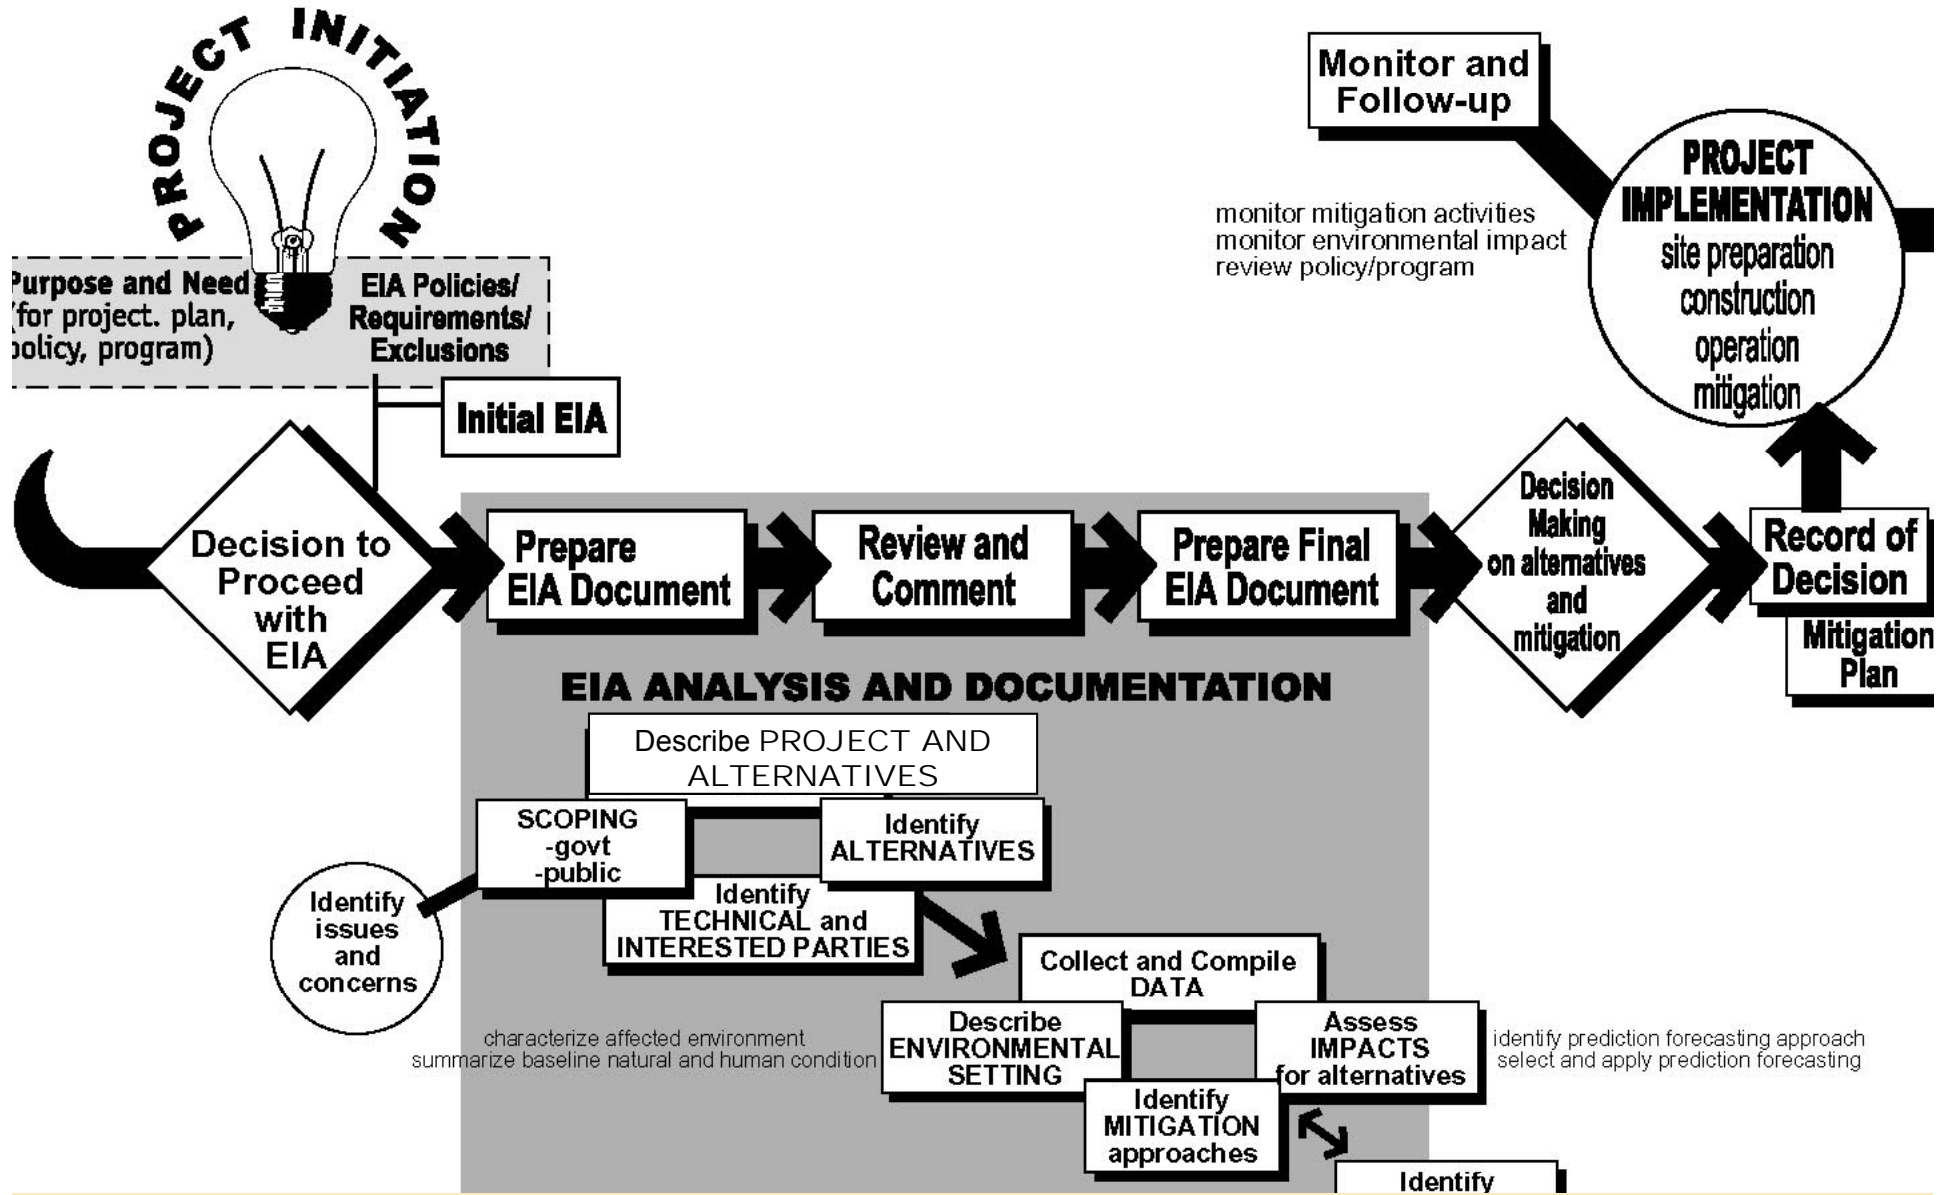 PROJECT INITIATION
Purpose and Need
(for project. plan,
policy, program)
EIA Policies/
Requirements/
Exclusions
Initial EIA
Monitor and
Follow-up
monitor mitigation activities
monitor environmental impact
review policy/program
PROJECT
IMPLEMENTATION
site preparation
construction
operation
mitigation
Decision to
Proceed
with
EIA
Prepare
EIA Document
Review and
Comment
Prepare Final
EIA Document
Decision
Making
on alternatives
and
mitigation
Record of
Decision
Mitigation
Plan
EIA ANALYSIS AND DOCUMENTATION
Describe PROJECT AND
ALTERNATIVES
SCOPING
-govt
-public
Identify
ALTERNATIVES
Identify
TECHNICAL and
INTERESTED PARTIES
Identify
issues
and
concerns
Collect and Compile
DATA
characterize affected environment
summarize baseline natural and human condition
Describe
ENVIRONMENTAL
SETTING
Assess
IMPACTS
for alternatives
identify prediction forecasting approach
select and apply prediction forecasting
Identify
MITIGATION
approaches
Identify